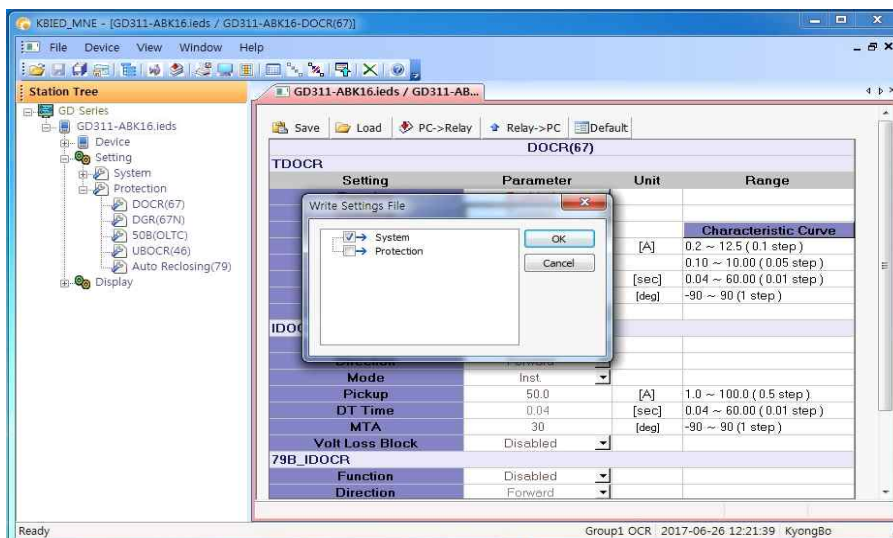 KBIED_MNE - [GD311-ABK16.ieds / GD311-ABK16-DOCR(67)]
File Device View Window Help
Station Tree
GD Series
GD311-ABK16.ieds
Device
Setting
System
Protection
DOCR(67)
DGR(67N)
50B(OLTC)
UBOCR(46)
Auto Reclosing(79)
Display
GD311-ABK16.ieds / GD311-AB...
Save Load PC->Relay Relay->PC Default
DOCR(67)
TDOCR
Setting Parameter Unit Range
Characteristic Curve
[A] 0.2 ~ 12.5 ( 0.1 step )
0.10 ~ 10.00 ( 0.05 step )
[sec] 0.04 ~ 60.00 ( 0.01 step )
[deg] -90 ~ 90 (1 step )
Write Settings File
System
Protection
OK
Cancel
Mode Inst.
Pickup 50.0 [A] 1.0 ~ 100.0 ( 0.5 step )
DT Time 0.04 [sec] 0.04 ~ 60.00 ( 0.01 step )
MTA 30 [deg] -90 ~ 90 (1 step )
Volt Loss Block Disabled
79B_IDOCR
Function Disabled
Direction Forward
Ready
Group1 OCR 2017-06-26 12:21:39 KyongBo